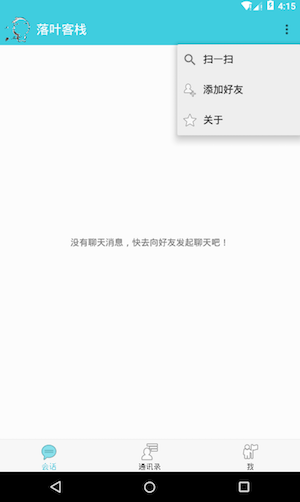 4:15
落叶客栈
扫一扫
添加好友
关于
没有聊天消息，快去向好友发起聊天吧！
会话
通讯录
我